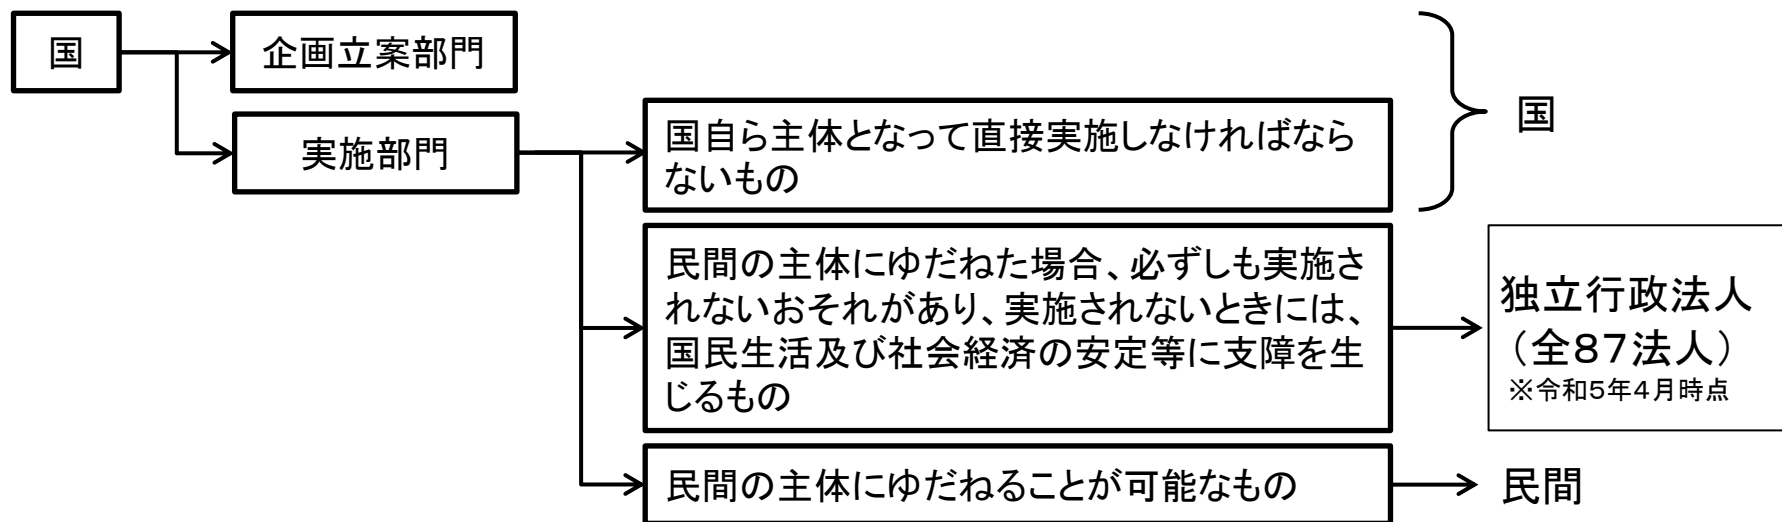 国
企画立案部門
実施部門
国自ら主体となって直接実施しなければなら
ないもの
国
民間の主体にゆだねた場合、必ずしも実施さ
れないおそれがあり、実施されないときには、
国民生活及び社会経済の安定等に支障を生
じるもの
独立行政法人
（全８７法人）
※令和5年4月時点
民間の主体にゆだねることが可能なもの
民間